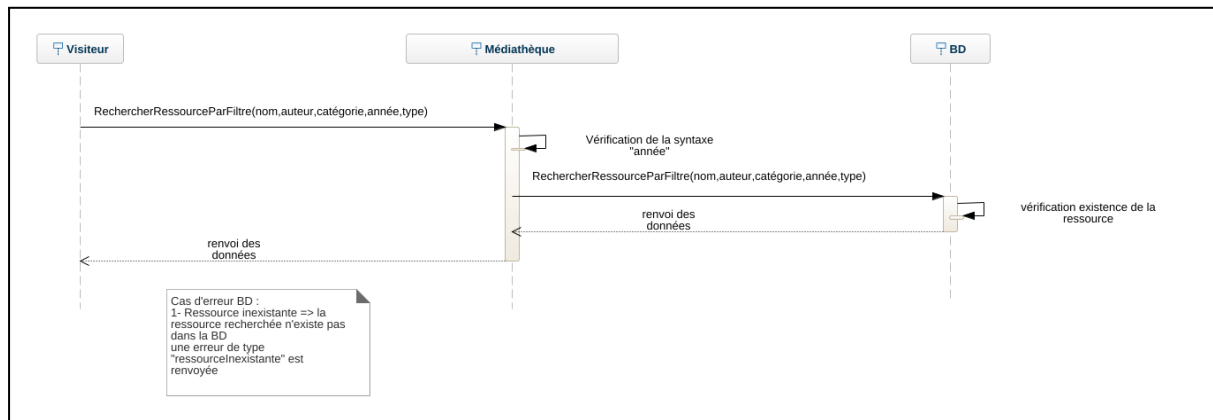 Visiteur
Médiathèque
BD
RechercherRessourceParFiltre(nom,auteur,catégorie,année,type)
Vérification de la syntaxe
"année"
RechercherRessourceParFiltre(nom,auteur,catégorie,année,type)
vérification existence de la
ressource
renvoi des
données
renvoi des
données
Cas d'erreur BD :
1- Ressource inexistante => la
ressource recherchée n'existe pas
dans la BD
une erreur de type
"ressourceInexistante" est
renvoyée